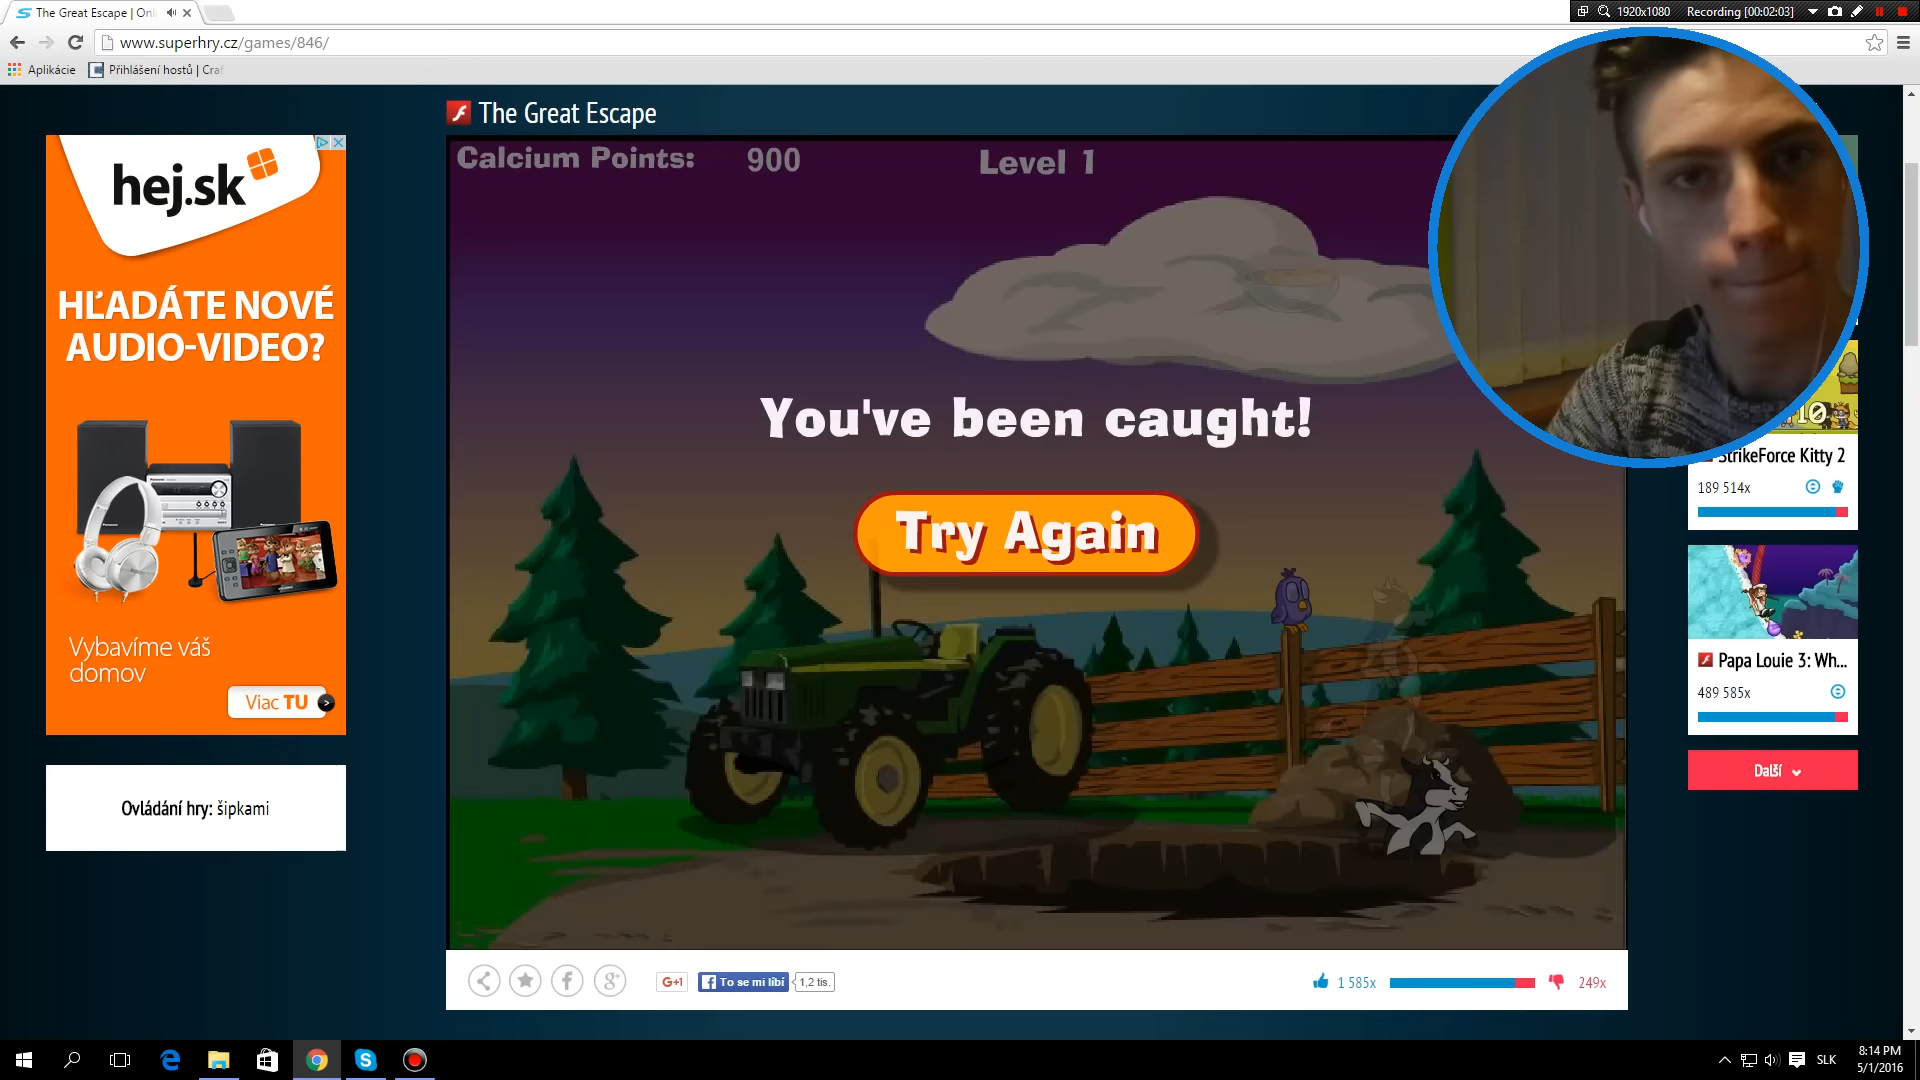 The Great Escape | Onl
1920x1080
Recording [00:02:03]
www.superhry.cz/games/846/
Aplikácie
Přihlášení hostů | Craf
The Great Escape
hej.sk
HĽADÁTE NOVÉ
AUDIO-VIDEO?
Vybavíme váš
domov
Viac TU
Ovládání hry: šipkami
Calcium Points: 900
Level 1
You've been caught!
Try Again
StrikeForce Kitty 2
189 514x
Papa Louie 3: Wh...
489 585x
Další
G+1
To se mi líbí
1,2 tis.
1 585x
249x
SLK
8:14 PM
5/1/2016